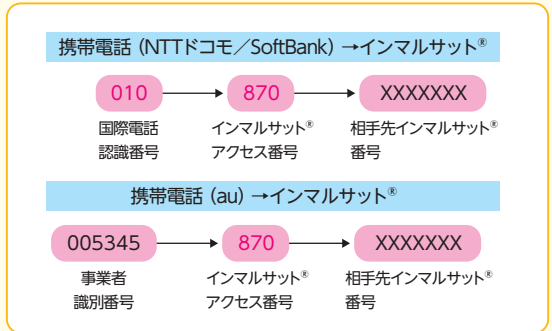 携帯電話（NTTドコモ／SoftBank）→インマルサット®
010 → 870 → XXXXXXX
国際電話 インマルサット® 相手先インマルサット®
認識番号 アクセス番号 番号
携帯電話（au）→インマルサット®
005345 → 870 → XXXXXXX
事業者 インマルサット® 相手先インマルサット®
識別番号 アクセス番号 番号